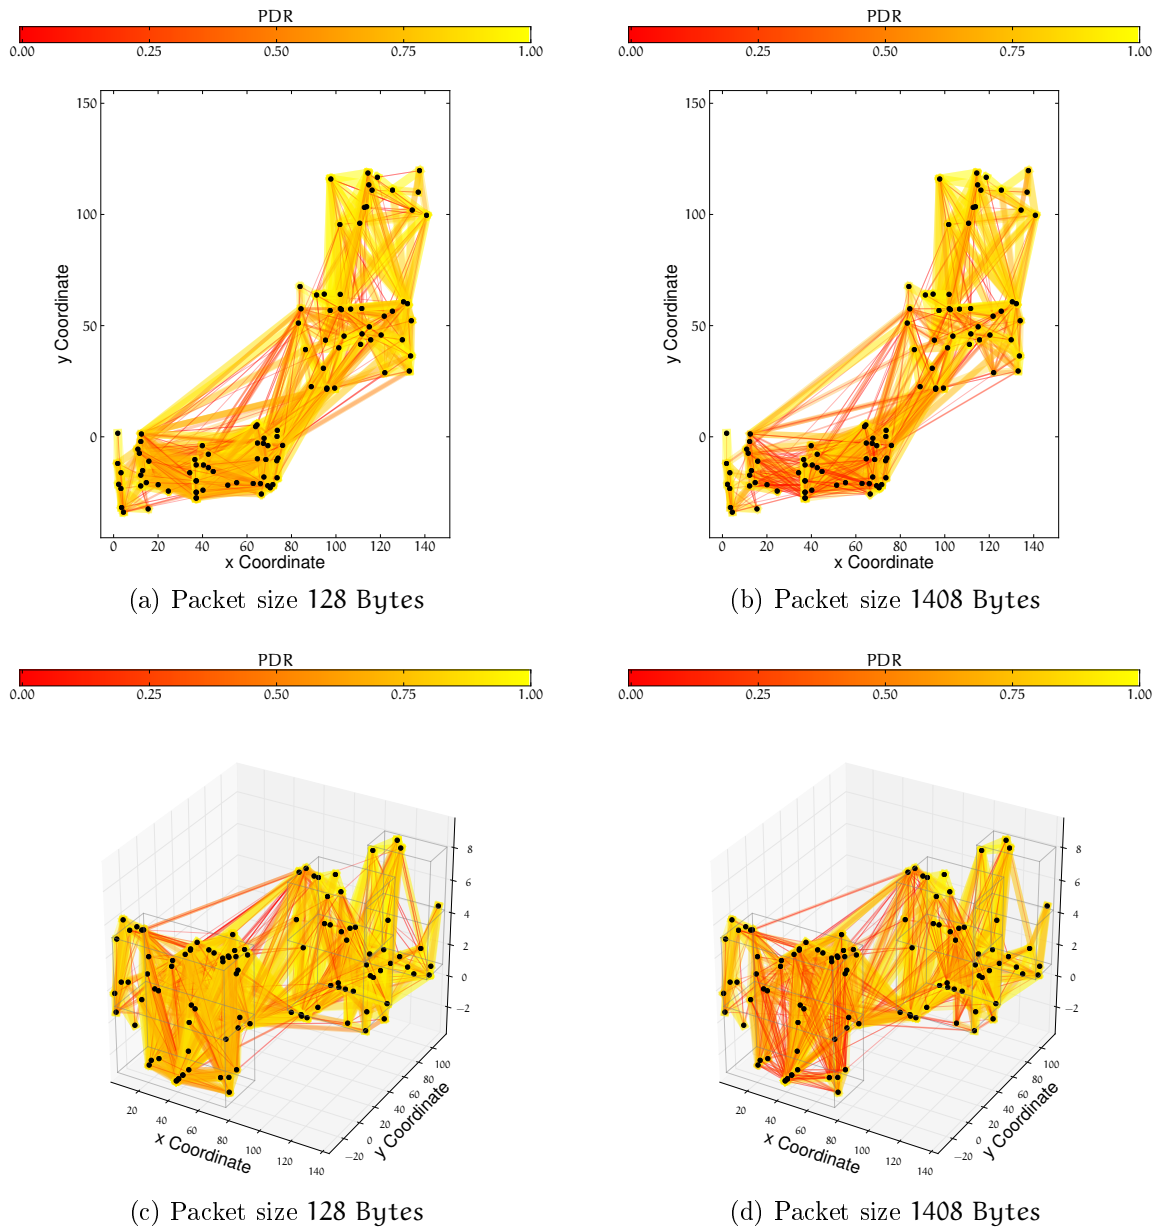 PDR
0.00 0.25 0.50 0.75 1.00
PDR
0.00 0.25 0.50 0.75 1.00
y Coordinate
150
100
50
0
0 20 40 60 80 100 120 140
x Coordinate
(a) Packet size 128 Bytes
y Coordinate
150
100
50
0
0 20 40 60 80 100 120 140
x Coordinate
(b) Packet size 1408 Bytes
PDR
0.00 0.25 0.50 0.75 1.00
PDR
0.00 0.25 0.50 0.75 1.00
8
6
4
2
0
−2
20 40 60 80 100 120 140
x Coordinate
−20 0 20 40 60 80 100
y Coordinate
(c) Packet size 128 Bytes
8
6
4
2
0
−2
20 40 60 80 100 120 140
x Coordinate
−20 0 20 40 60 80 100
y Coordinate
(d) Packet size 1408 Bytes